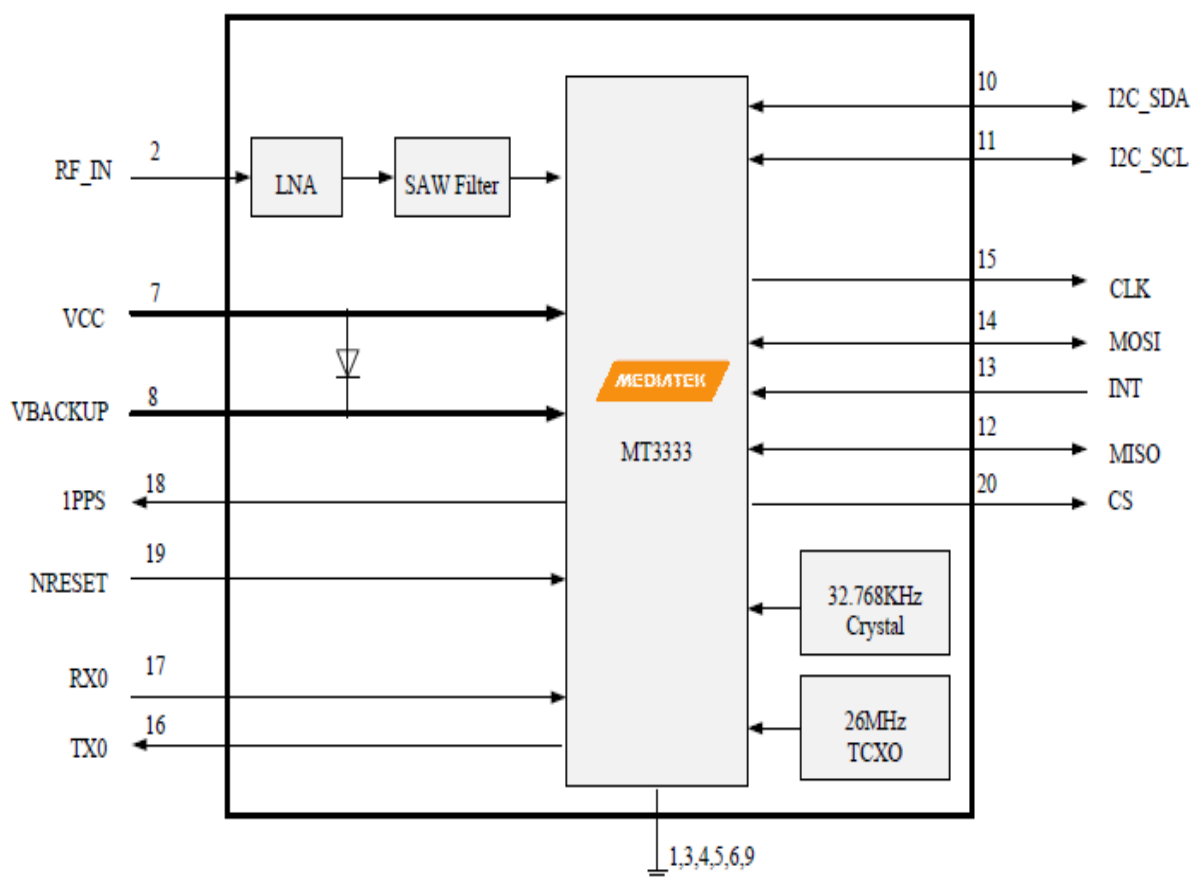 10
I2C_SDA
2
RF_IN
LNA
SAW Filter
11
I2C_SCL
7
VCC
15
CLK
14
MOSI
8
VBACKUP
MEDIATEK
MT3333
13
INT
12
MISO
18
1PPS
20
CS
19
NRESET
32.768KHz
Crystal
17
RX0
16
TX0
26MHz
TCXO
1,3,4,5,6,9